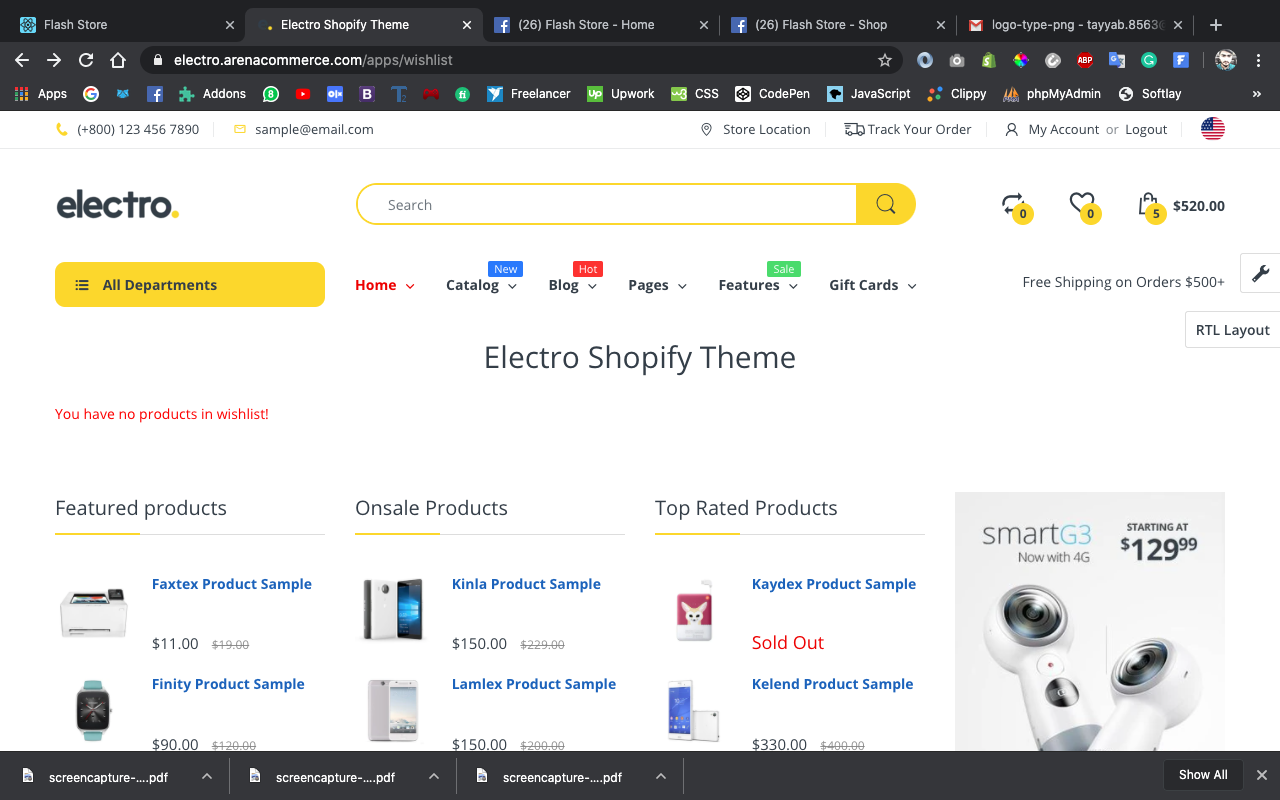 Flash Store
Electro Shopify Theme
(26) Flash Store - Home
(26) Flash Store - Shop
logo-type-png - tayyab.8563
electro.arenacommerce.com/apps/wishlist
ABP
Apps
Addons
Freelancer
Upwork
CSS
CodePen
JavaScript
Clippy
phpMyAdmin
Softlay
»
(+800) 123 456 7890
sample@email.com
Store Location
Track Your Order
My Account or Logout
electro.
Search
0
0
5
$520.00
All Departments
New
Hot
Sale
Home
Catalog
Blog
Pages
Features
Gift Cards
Free Shipping on Orders $500+
RTL Layout
Electro Shopify Theme
You have no products in wishlist!
Featured products
Onsale Products
Top Rated Products
smartG3
Now with 4G
STARTING AT
$12999
Faxtex Product Sample
$11.00 $19.00
Kinla Product Sample
$150.00 $229.00
Kaydex Product Sample
Sold Out
Finity Product Sample
$90.00 $120.00
Lamlex Product Sample
$150.00 $200.00
Kelend Product Sample
$330.00 $400.00
screencapture-....pdf
screencapture-....pdf
screencapture-....pdf
Show All